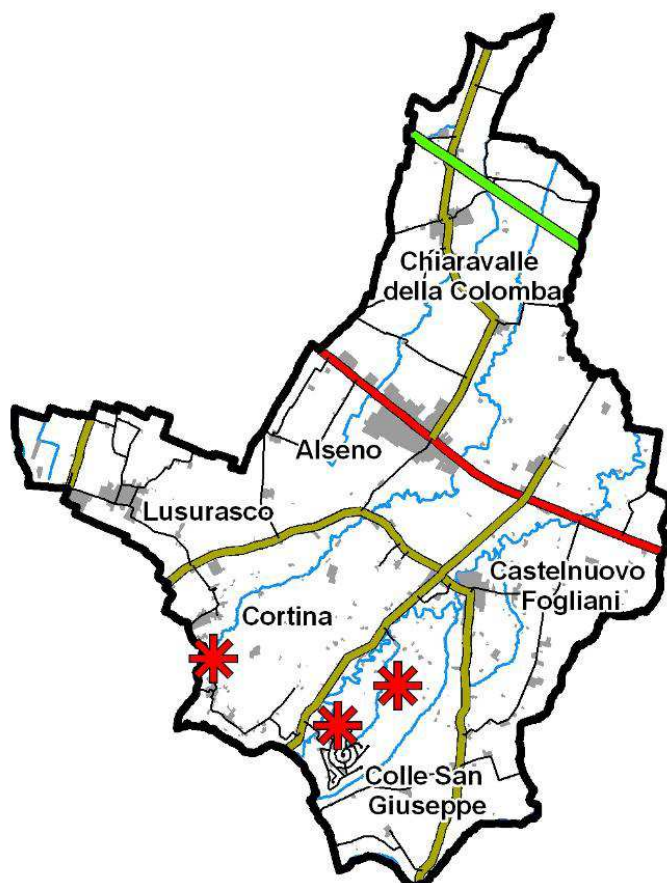 Chiaravalle
della Colomba
Alseno
Lusurasco
Castelnuovo
Fogliani
Cortina
Colle San
Giuseppe